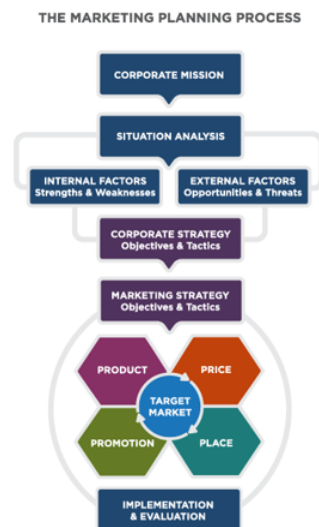 THE MARKETING PLANNING PROCESS
CORPORATE MISSION
SITUATION ANALYSIS
INTERNAL FACTORS
Strengths & Weaknesses
EXTERNAL FACTORS
Opportunities & Threats
CORPORATE STRATEGY
Objectives & Tactics
MARKETING STRATEGY
Objectives & Tactics
PRODUCT
PRICE
TARGET
MARKET
PROMOTION
PLACE
IMPLEMENTATION
& EVALUATION